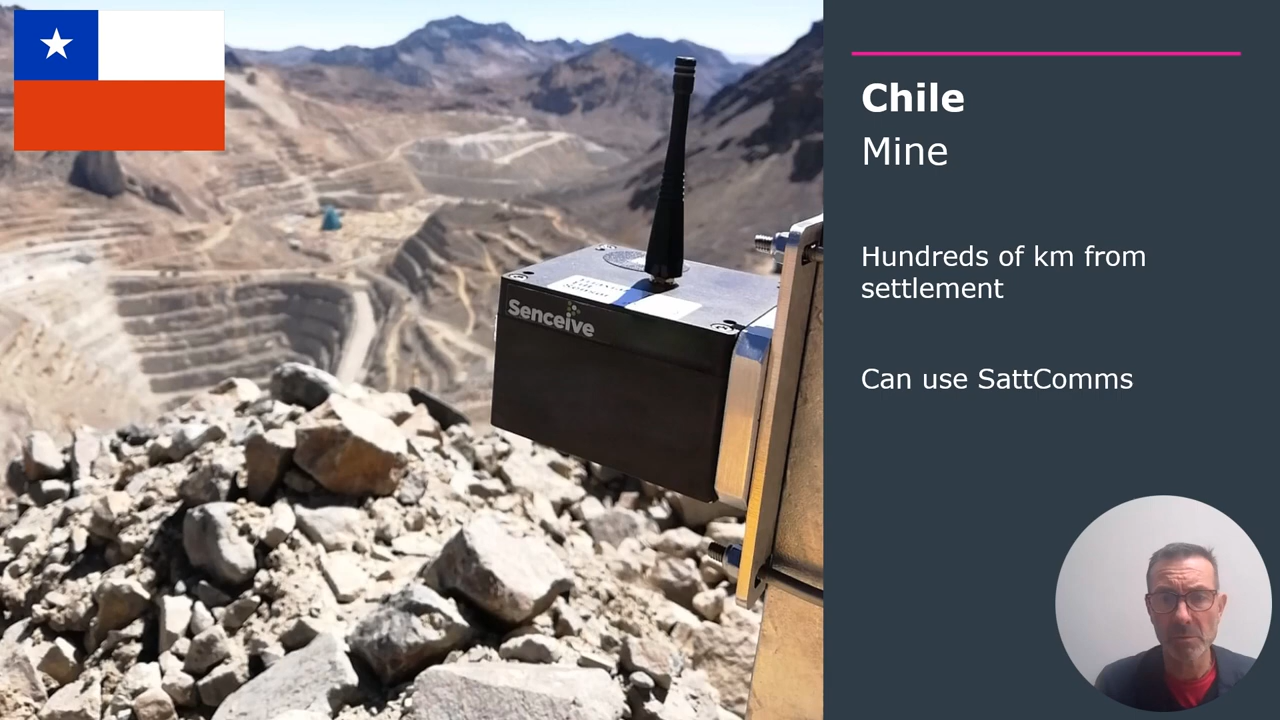 Senceive
Chile
Mine
Hundreds of km from
settlement
Can use SattComms